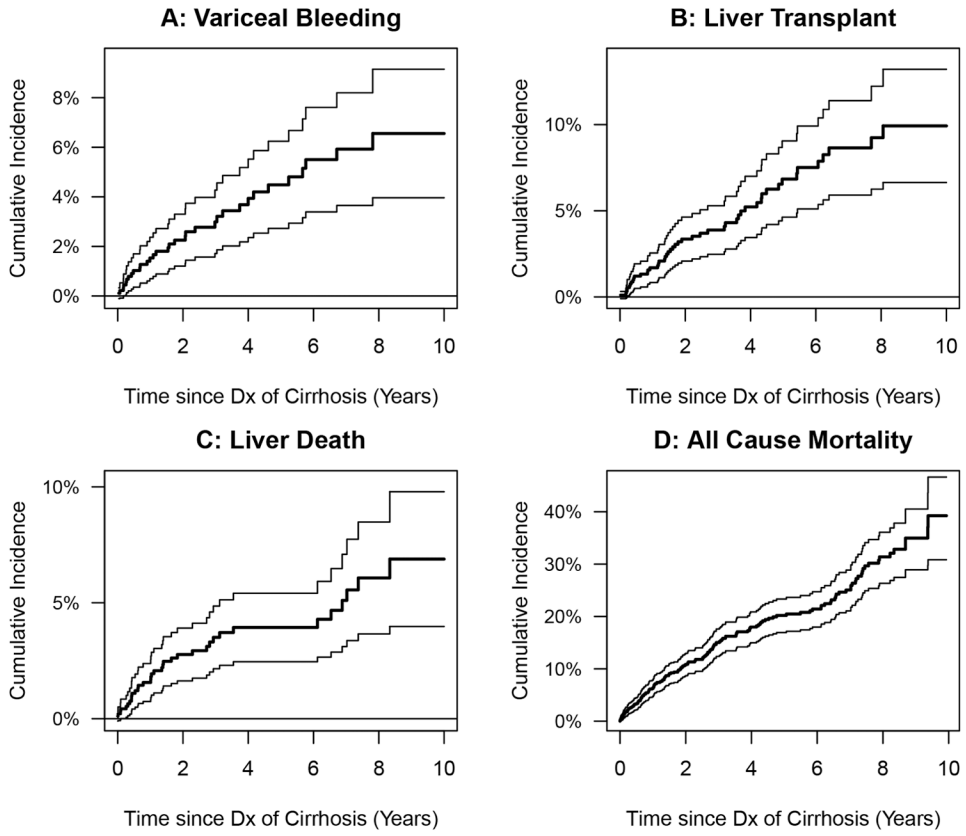 A: Variceal Bleeding
Cumulative Incidence
8%
6%
4%
2%
0%
0 2 4 6 8 10
Time since Dx of Cirrhosis (Years)
B: Liver Transplant
Cumulative Incidence
10%
5%
0%
0 2 4 6 8 10
Time since Dx of Cirrhosis (Years)
C: Liver Death
Cumulative Incidence
10%
5%
0%
0 2 4 6 8 10
Time since Dx of Cirrhosis (Years)
D: All Cause Mortality
Cumulative Incidence
40%
30%
20%
10%
0%
0 2 4 6 8 10
Time since Dx of Cirrhosis (Years)